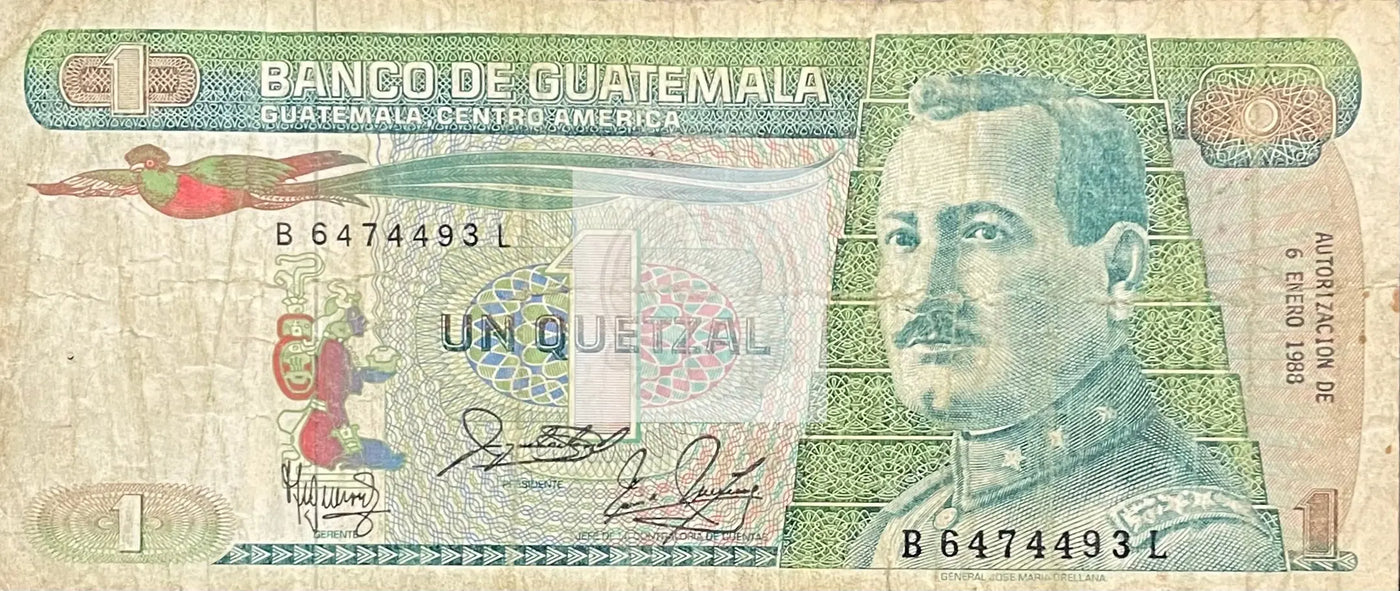 1
BANCO DE GUATEMALA
GUATEMALA, CENTRO AMERICA
B 6474493 L
1
UN QUETZAL
AUTORIZACION DE
6 ENERO 1988
PRESIDENTE
GERENTE
JEFE DE LA CONTRALORIA DE CUENTAS
1
B 6474493 L
1
GENERAL JOSE MARIA ORELLANA